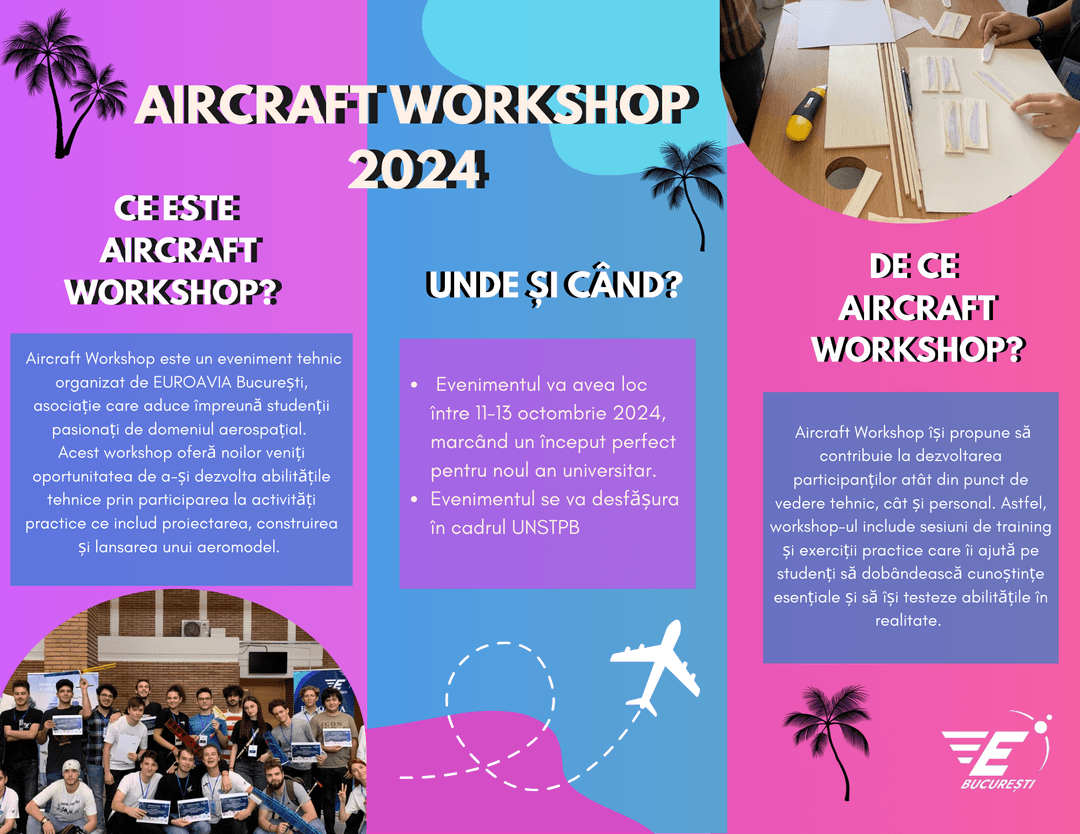 AIRCRAFT WORKSHOP
2024
CE ESTE
AIRCRAFT
WORKSHOP?
Aircraft Workshop este un eveniment tehnic
organizat de EUROAVIA București,
asociație care aduce împreună studenții
pasionați de domeniul aerospațial.
Acest workshop oferă noilor veniți
oportunitatea de a-și dezvolta abilitățile
tehnice prin participarea la activități
practice ce includ proiectarea, construirea
și lansarea unui aeromodel.
UNDE ȘI CÂND?
• Evenimentul va avea loc
între 11-13 octombrie 2024,
marcând un început perfect
pentru noul an universitar.
• Evenimentul se va desfășura
în cadrul UNSTPB
DE CE
AIRCRAFT
WORKSHOP?
Aircraft Workshop își propune să
contribuie la dezvoltarea
participanților atât din punct de
vedere tehnic, cât și personal. Astfel,
workshop-ul include sesiuni de training
și exerciții practice care îi ajută pe
studenți să dobândească cunoștințe
esențiale și să își testeze abilitățile în
realitate.
E
BUCUREȘTI